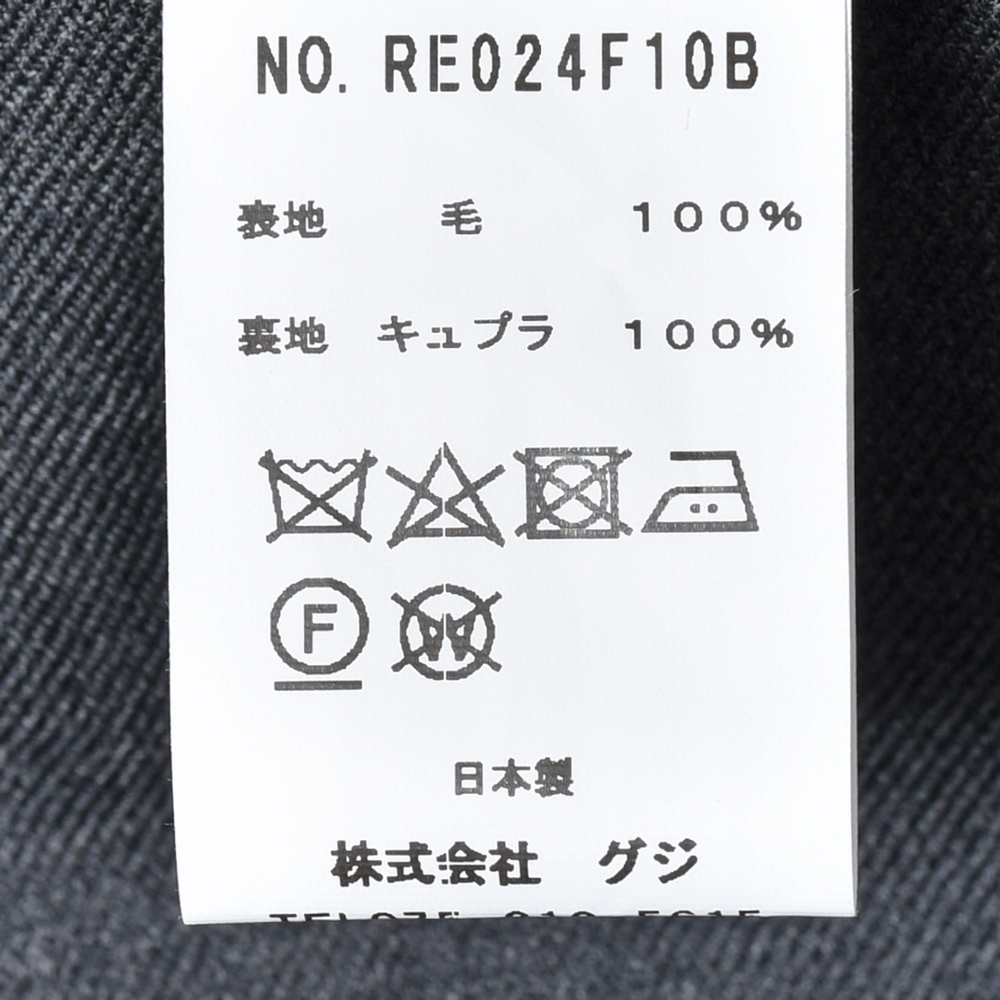 NO. RE024F10B
表地 毛 100%
裏地 キュプラ 100%
F
W
日本製
株式会社 グジ